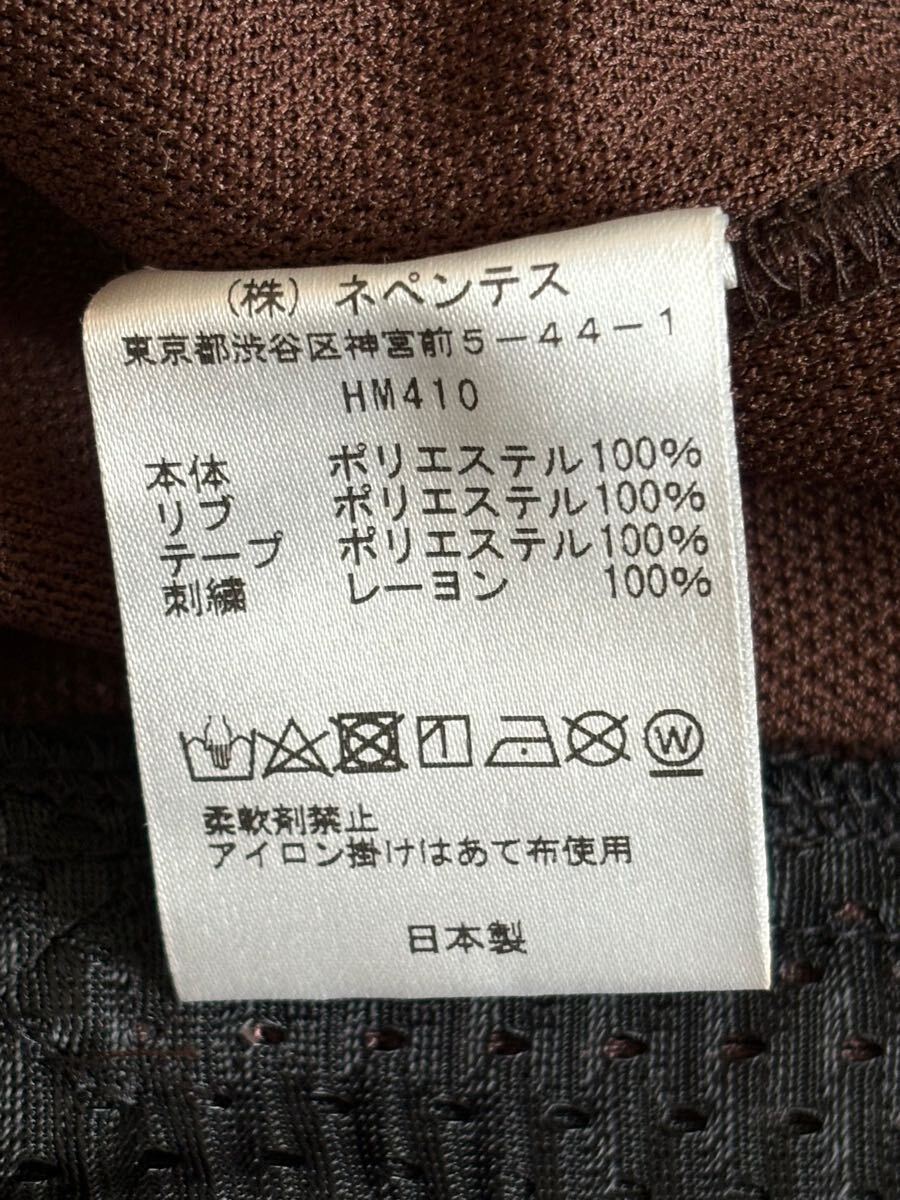 (株) ネペンテス
東京都渋谷区神宮前5-44-1
HM410
本体 ポリエステル100%
リブ ポリエステル100%
テープ ポリエステル100%
刺繍 レーヨン 100%
W
柔軟剤禁止
アイロン掛けはあて布使用
日本製